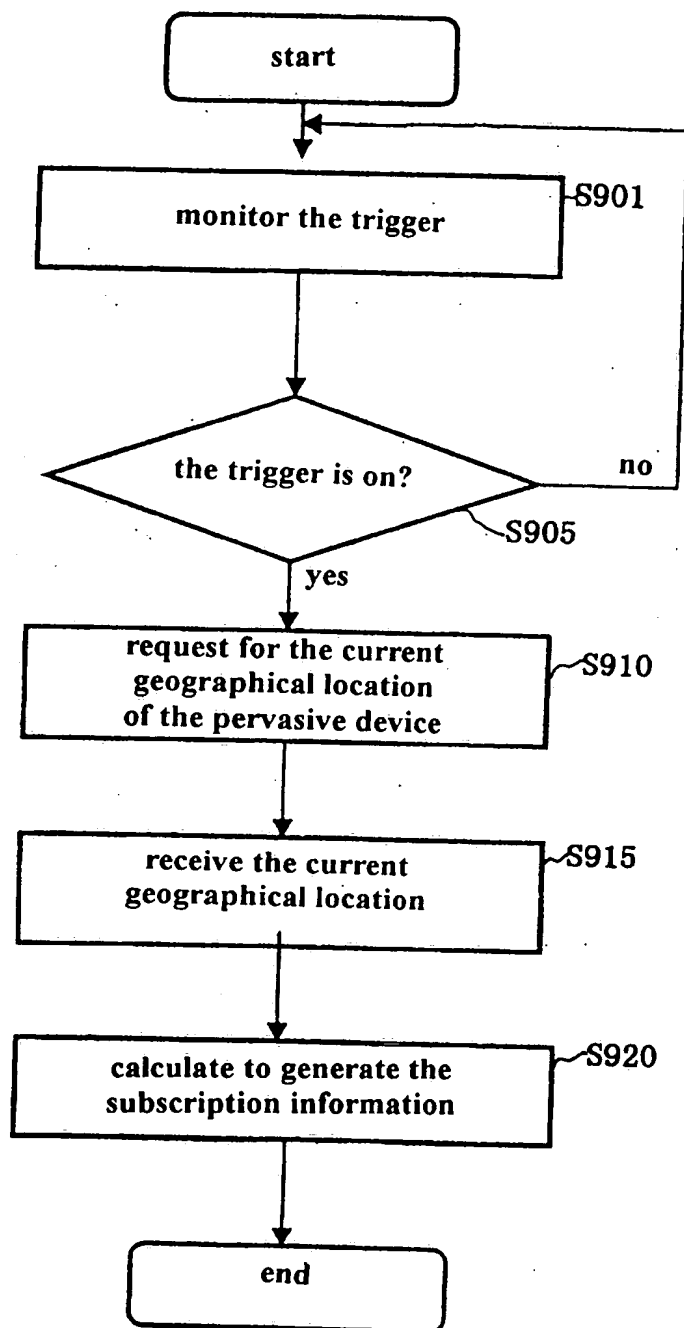 start
monitor the trigger
S901
the trigger is on?
no
S905
yes
request for the current
geographical location
of the pervasive device
S910
receive the current
geographical location
S915
calculate to generate the
subscription information
S920
end